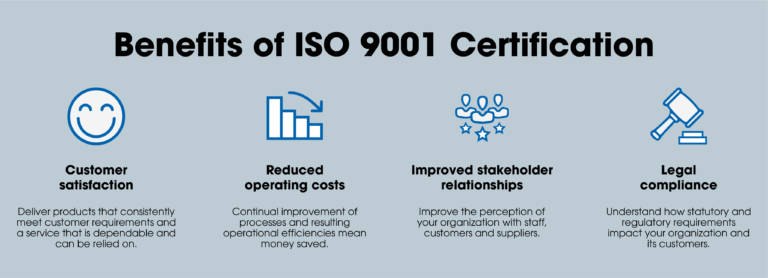 Benefits of ISO 9001 Certification
Customer
satisfaction
Deliver products that consistently
meet customer requirements and
a service that is dependable and
can be relied on.
Reduced
operating costs
Continual improvement of
processes and resulting
operational efficiencies mean
money saved.
Improved stakeholder
relationships
Improve the perception of
your organization with staff,
customers and suppliers.
Legal
compliance
Understand how statutory and
regulatory requirements
impact your organization and
its customers.